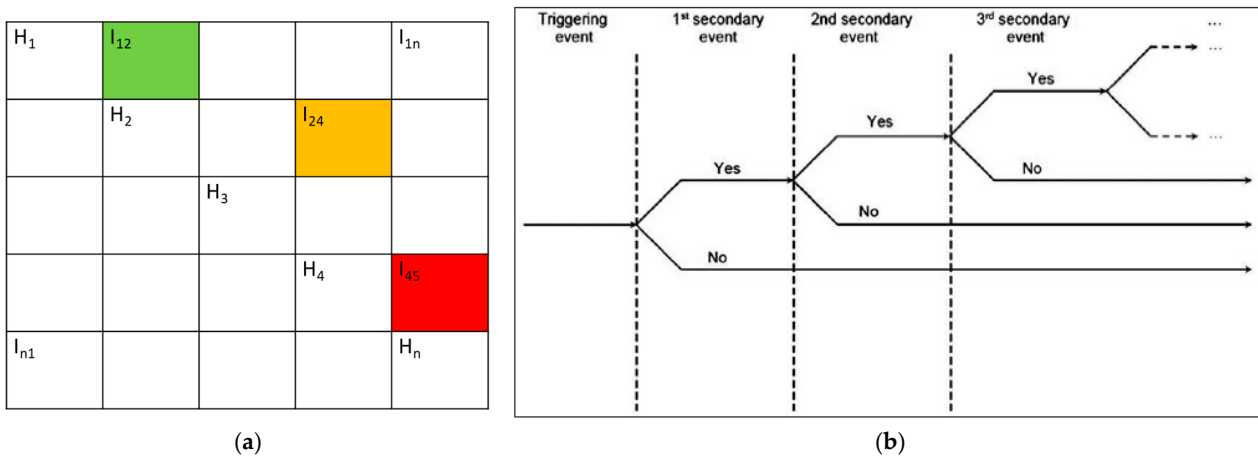 H1 I12 I1n
H2 I24
H3
H4 I45
In1 Hn
(a)
Triggering event
1st secondary event
2nd secondary event
3rd secondary event
...
Yes
...
Yes
...
Yes
No
No
No
(b)